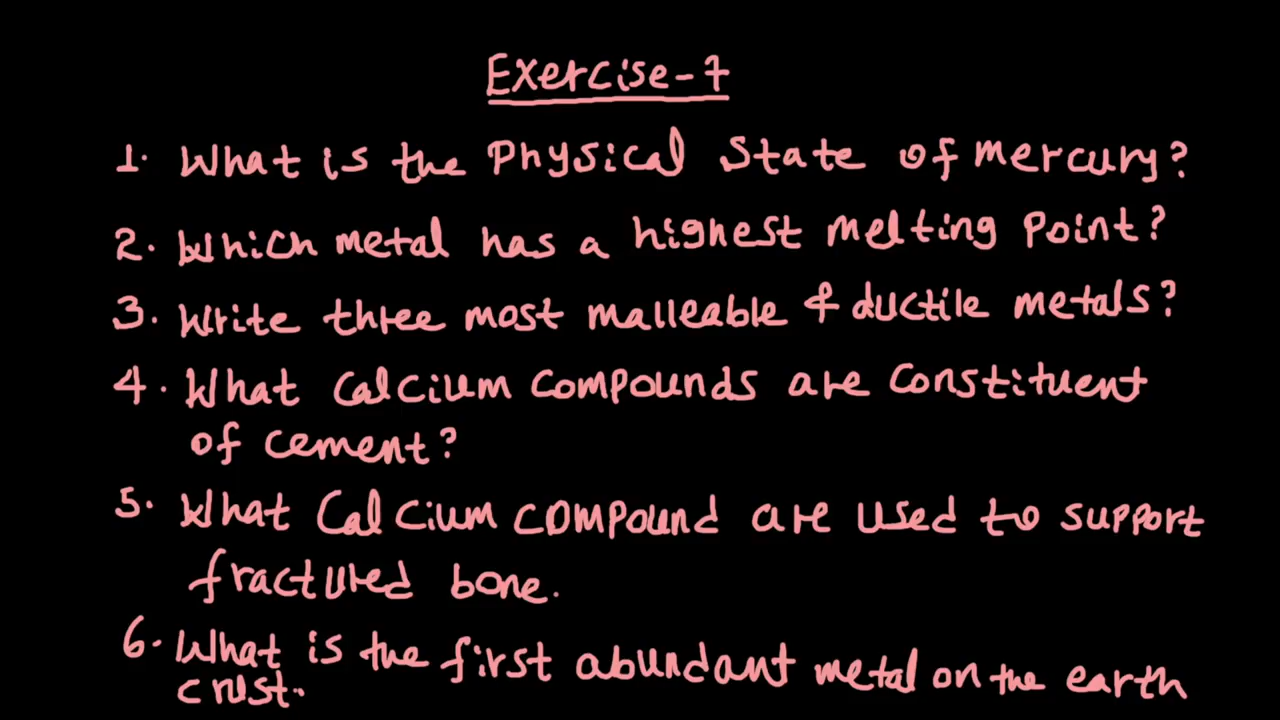 Exercise-7
1. What is the Physical State of mercury?
2. Which metal has a highest melting point?
3. Write three most malleable & ductile metals?
4. What Calcium compounds are constituent
of cement?
5. What Calcium compound are used to support
fractured bone.
6. What is the first abundant metal on the earth
crust.